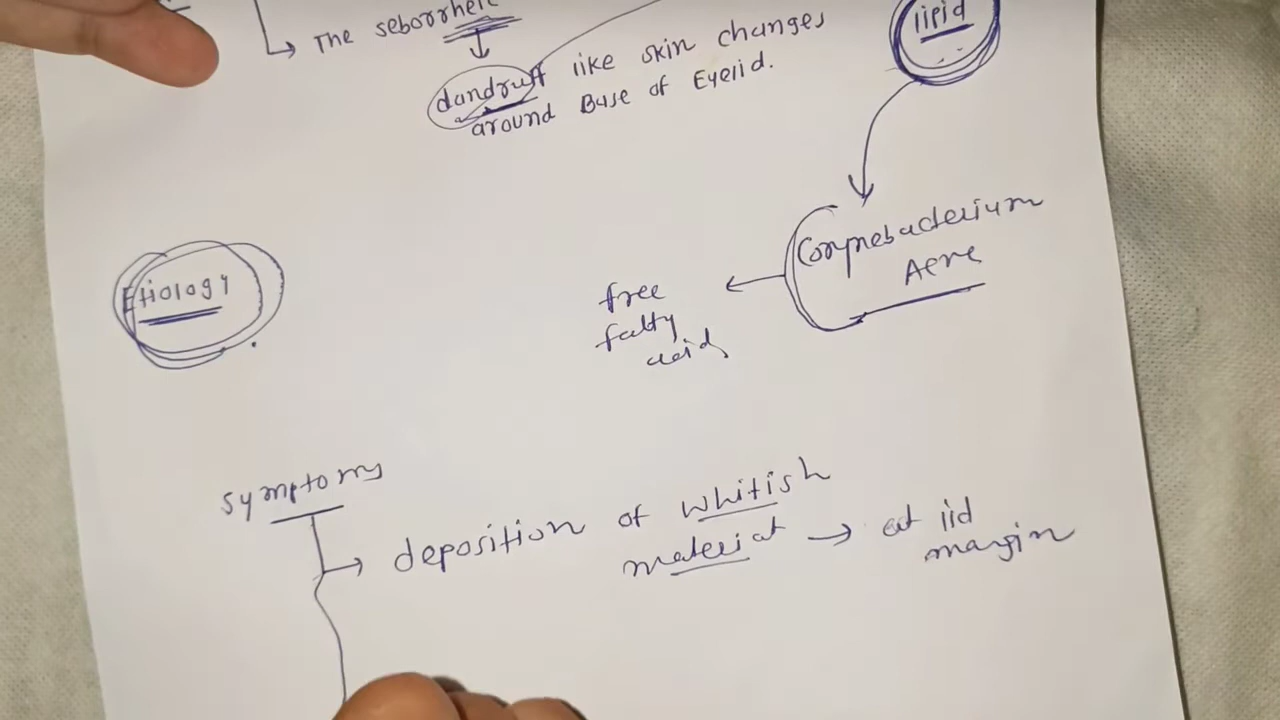 The seborrheic
dandruff like skin changes
around Base of Eyelid.
lipid
Corynebacterium
Acne
Etiology
free
fatty
acid
symptoms
deposition of whitish
material → at lid
margin